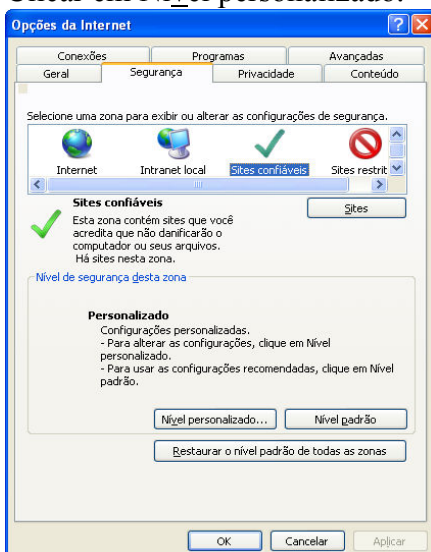 Clicar em Nível personalizado:
Opções da Internet
Conexões Programas Avançadas
Geral Segurança Privacidade Conteúdo
Selecione uma zona para exibir ou alterar as configurações de segurança.
Internet Intranet local Sites confiáveis Sites restrit
Sites confiáveis
Sites
Esta zona contém sites que você
acredita que não danificarão o
computador ou seus arquivos.
Há sites nesta zona.
Nível de segurança desta zona
Personalizado
Configurações personalizadas.
- Para alterar as configurações, clique em Nível
personalizado.
- Para usar as configurações recomendadas, clique em Nível
padrão.
Nível personalizado... Nível padrão
Restaurar o nível padrão de todas as zonas
OK Cancelar Aplicar